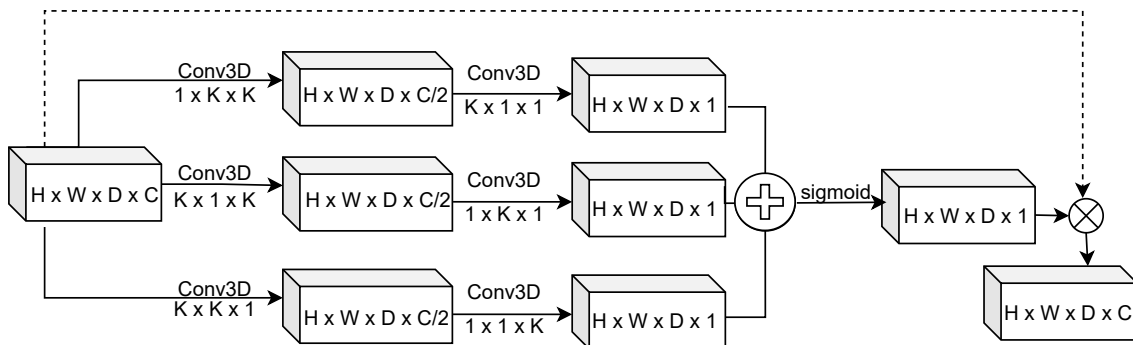 Conv3D
1 x K x K
H x W x D x C/2
Conv3D
K x 1 x 1
H x W x D x 1
H x W x D x C
Conv3D
K x 1 x K
H x W x D x C/2
Conv3D
1 x K x 1
H x W x D x 1
sigmoid
H x W x D x 1
Conv3D
K x K x 1
H x W x D x C/2
Conv3D
1 x 1 x K
H x W x D x 1
H x W x D x C